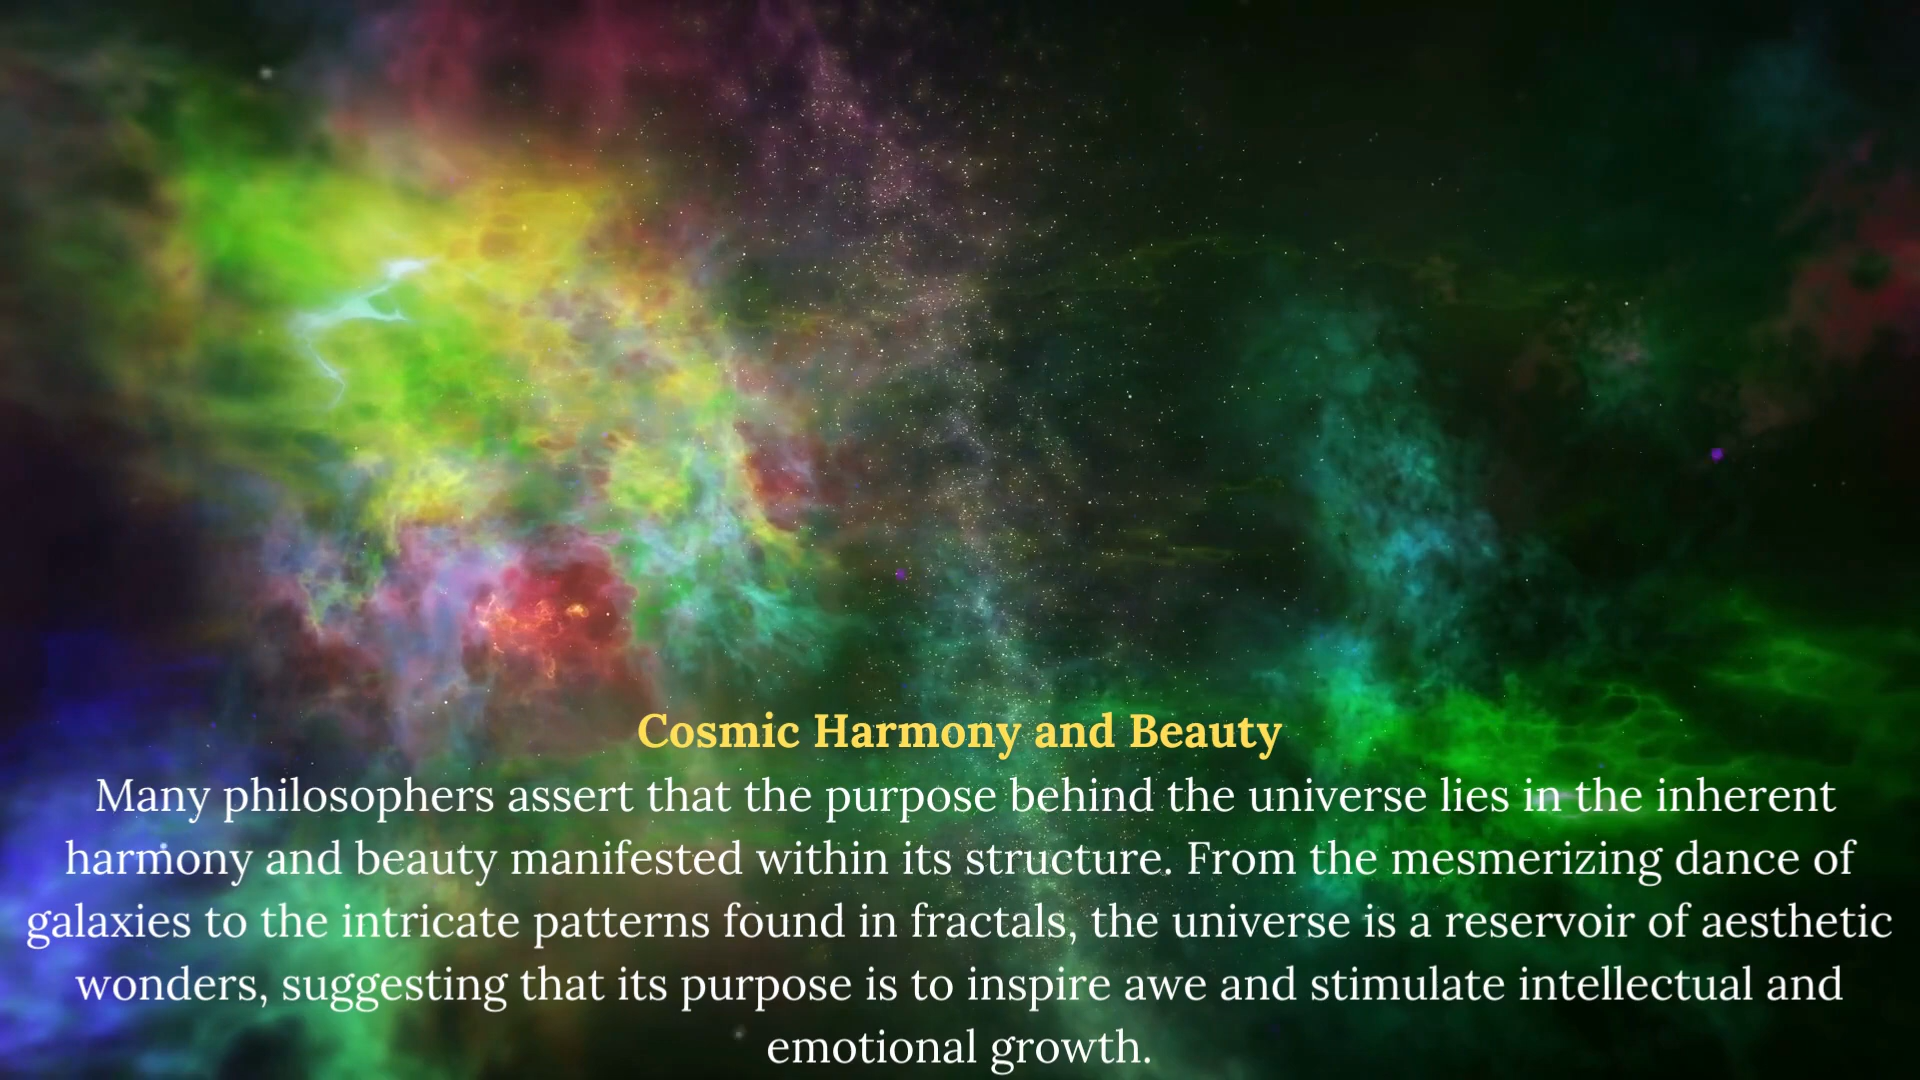 Cosmic Harmony and Beauty
Many philosophers assert that the purpose behind the universe lies in the inherent
harmony and beauty manifested within its structure. From the mesmerizing dance of
galaxies to the intricate patterns found in fractals, the universe is a reservoir of aesthetic
wonders, suggesting that its purpose is to inspire awe and stimulate intellectual and
emotional growth.